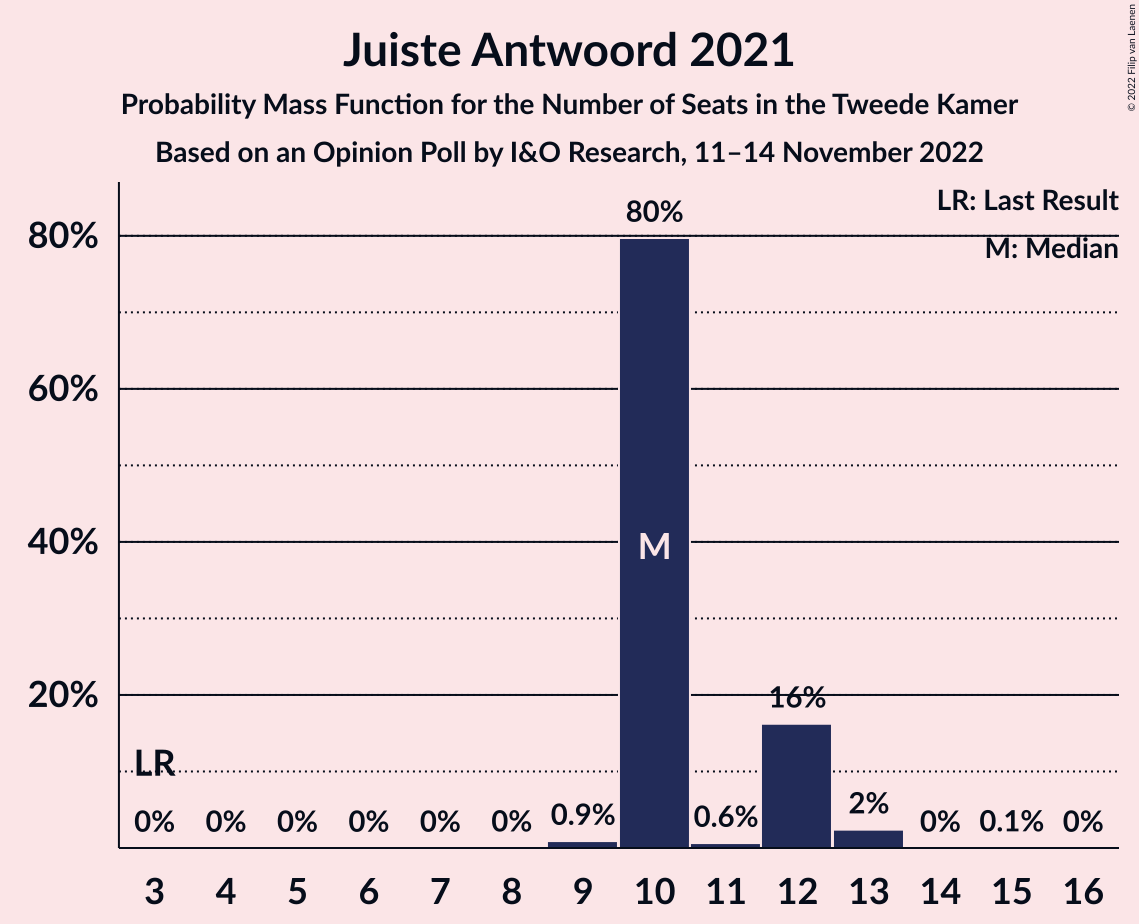 Juiste Antwoord 2021
Probability Mass Function for the Number of Seats in the Tweede Kamer
Based on an Opinion Poll by I&O Research, 11–14 November 2022
© 2022 Filip van Laenen
LR: Last Result
M: Median
80%
60%
40%
20%
80%
M
16%
LR
0% 0% 0% 0% 0% 0% 0.9% 0.6% 2% 0% 0.1% 0%
3 4 5 6 7 8 9 10 11 12 13 14 15 16